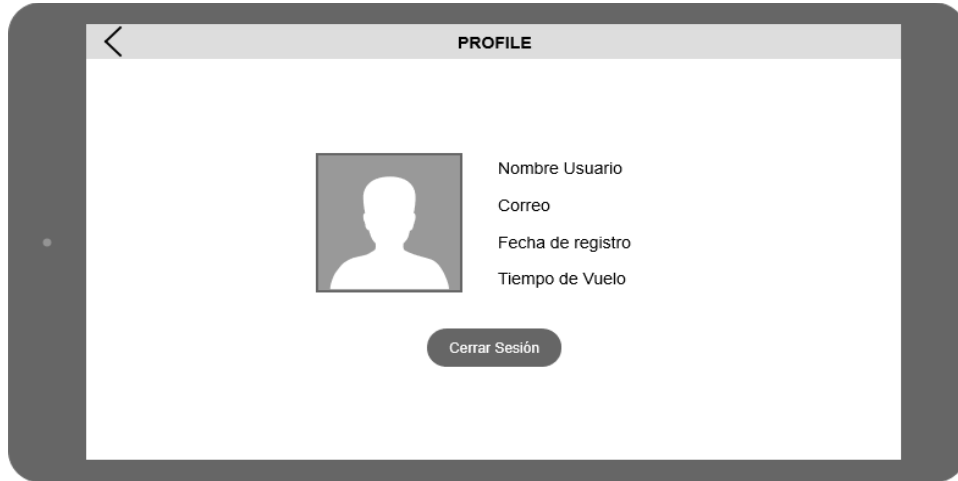 PROFILE
Nombre Usuario
Correo
Fecha de registro
Tiempo de Vuelo
Cerrar Sesión